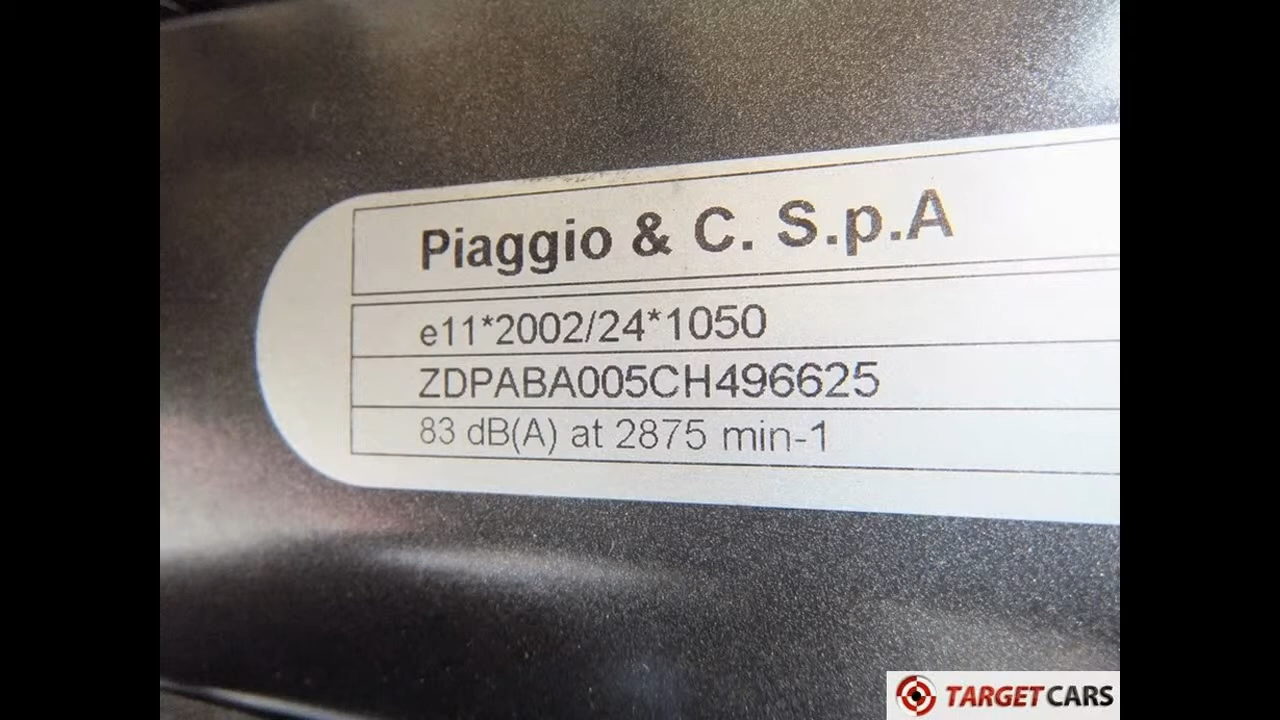 Piaggio & C. S.p.A
e11*2002/24*1050
ZDPABA005CH496625
83 dB(A) at 2875 min-1
TARGETCARS